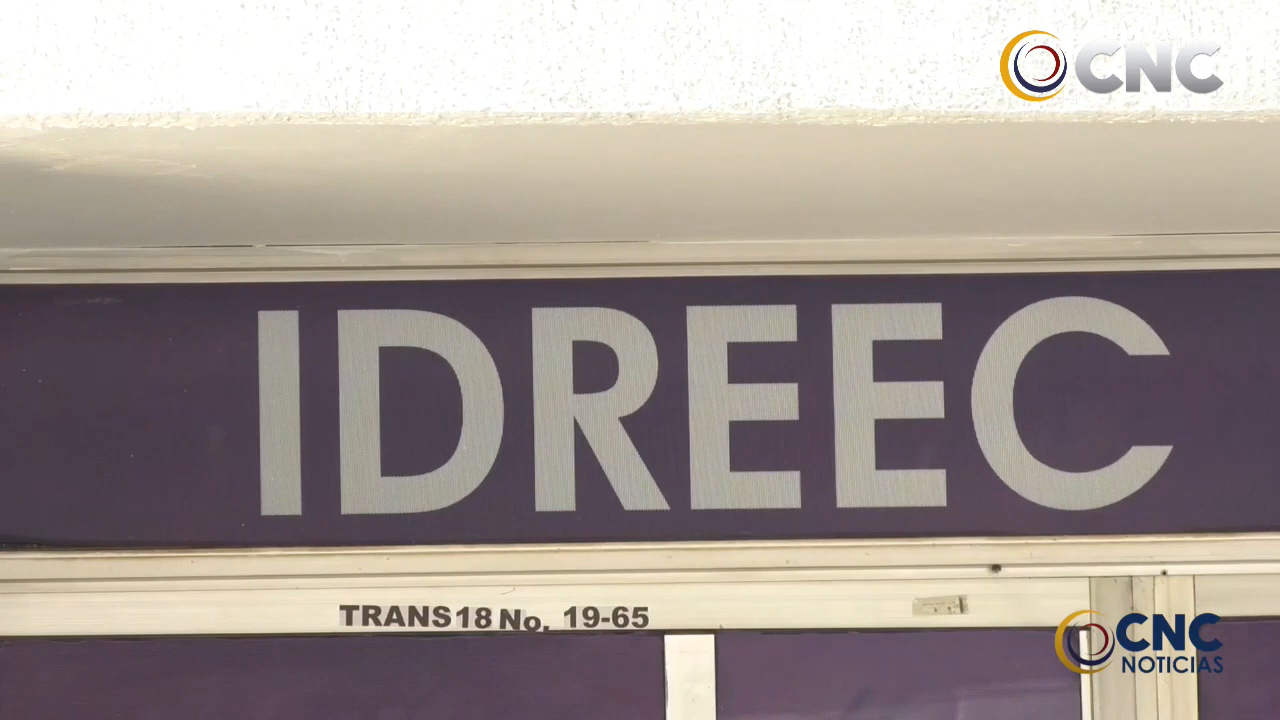 CNC
IDREEC
TRANS18 No. 19-65
CNC
NOTICIAS